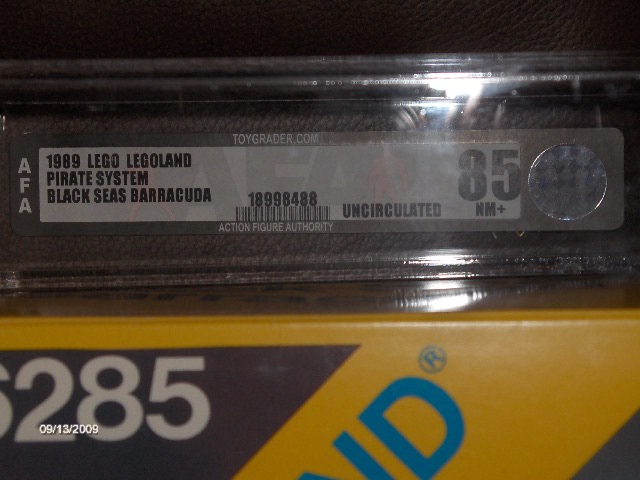 TOYGRADER.COM
AFA
1989 LEGO LEGOLAND
PIRATE SYSTEM
BLACK SEAS BARRACUDA
18998488
UNCIRCULATED
85
NM+
ACTION FIGURE AUTHORITY
6285
ND®
09/13/2009